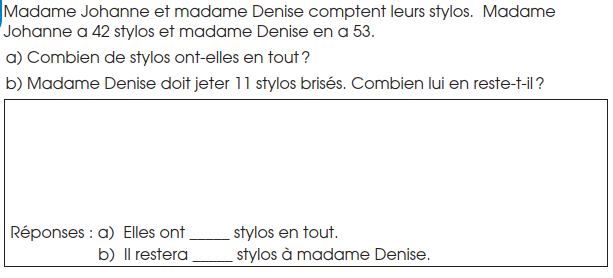 Madame Johanne et madame Denise comptent leurs stylos. Madame
Johanne a 42 stylos et madame Denise en a 53.
a) Combien de stylos ont-elles en tout ?
b) Madame Denise doit jeter 11 stylos brisés. Combien lui en reste-t-il ?
Réponses : a) Elles ont _____ stylos en tout.
b) Il restera _____ stylos à madame Denise.